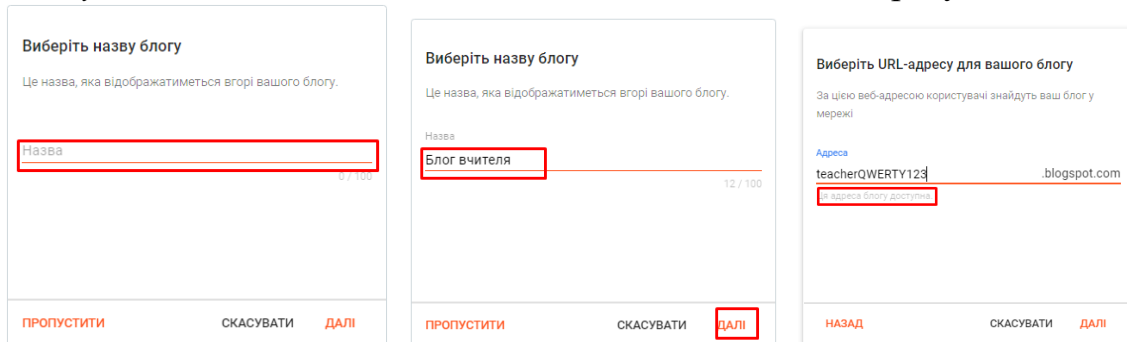 Виберіть назву блогу
Це назва, яка відображатиметься вгорі вашого блогу.
Назва
0 / 100
ПРОПУСТИТИ СКАСУВАТИ ДАЛІ
Виберіть назву блогу
Це назва, яка відображатиметься вгорі вашого блогу.
Назва
Блог вчителя
12 / 100
ПРОПУСТИТИ СКАСУВАТИ ДАЛІ
Виберіть URL-адресу для вашого блогу
За цією веб-адресою користувачі знайдуть ваш блог у
мережі
Адреса
teacherQWERTY123 .blogspot.com
Ця адреса блогу доступна.
НАЗАД СКАСУВАТИ ДАЛІ